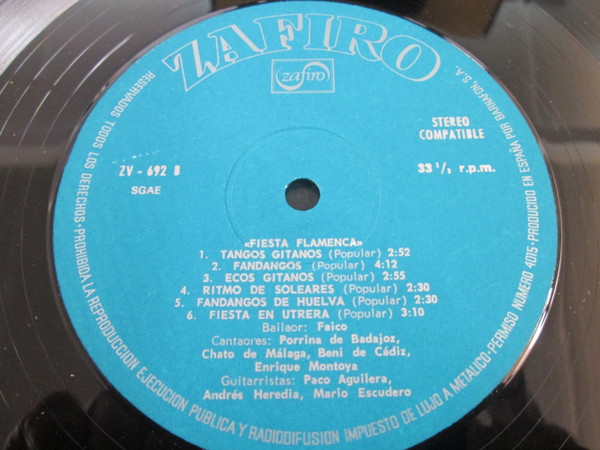 ZAFIRO
zafiro
STEREO
COMPATIBLE
ZV - 692 B
SGAE
33 1/3 r.p.m.
«FIESTA FLAMENCA»
1. TANGOS GITANOS (Popular) 2:52
2. FANDANGOS (Popular) 4:12
3. ECOS GITANOS (Popular) 2:55
4. RITMO DE SOLEARES (Popular) 2:30
5. FANDANGOS DE HUELVA (Popular) 2:30
6. FIESTA EN UTRERA (Popular) 3:10
Bailaor: Faico
Cantaores: Porrina de Badajoz,
Chato de Málaga, Beni de Cádiz,
Enrique Montoya
Guitarristas: Paco Aguilera,
Andrés Heredia, Mario Escudero
RESERVADOS TODOS LOS DERECHOS·PROHIBIDA LA REPRODUCCION EJECUCION PUBLICA Y RADIODIFUSION IMPUESTO DE LUJO A METALICO-PERMISO NUMERO 4015·PRODUCIDO EN ESPAÑA POR BARNAFON, S.A.